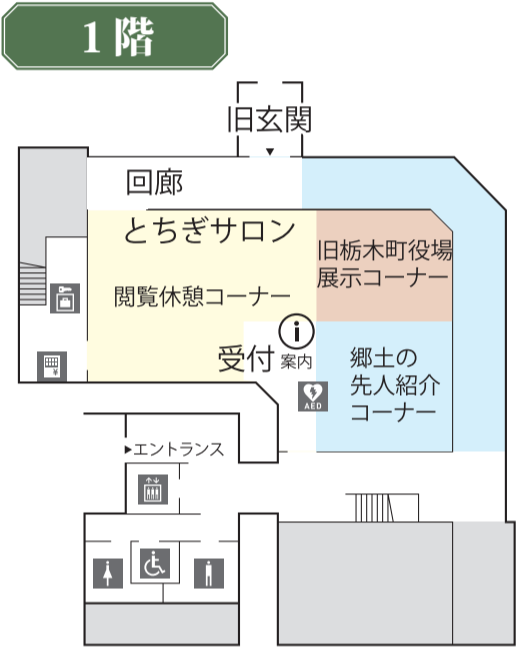 1階
旧玄関
▼
回廊
とちぎサロン
旧栃木町役場
展示コーナー
閲覧休憩コーナー
i
受付
案内
郷土の
先人紹介
コーナー
AED
¥
▶エントランス